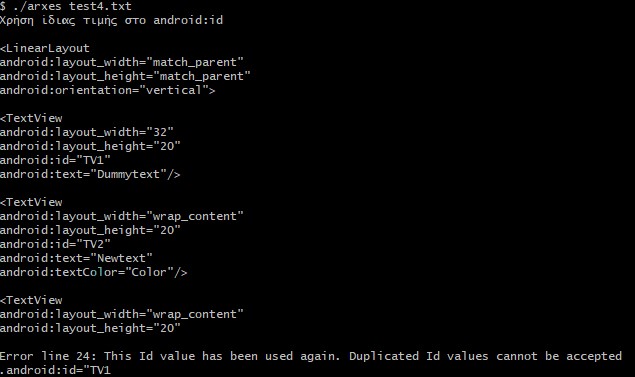 $ ./arxes test4.txt
Χρήση ίδιας τιμής στο android:id
<LinearLayout
android:layout_width="match_parent"
android:layout_height="match_parent"
android:orientation="vertical">
<TextView
android:layout_width="32"
android:layout_height="20"
android:id="TV1"
android:text="Dummytext"/>
<TextView
android:layout_width="wrap_content"
android:layout_height="20"
android:id="TV2"
android:text="Newtext"
android:textColor="Color"/>
<TextView
android:layout_width="wrap_content"
android:layout_height="20"
Error line 24: This Id value has been used again. Duplicated Id values cannot be accepted
.android:id="TV1